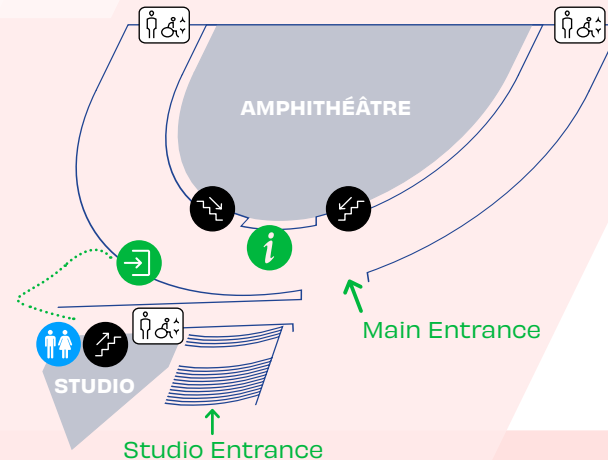 AMPHITHÉÂTRE
i
Main Entrance
STUDIO
Studio Entrance